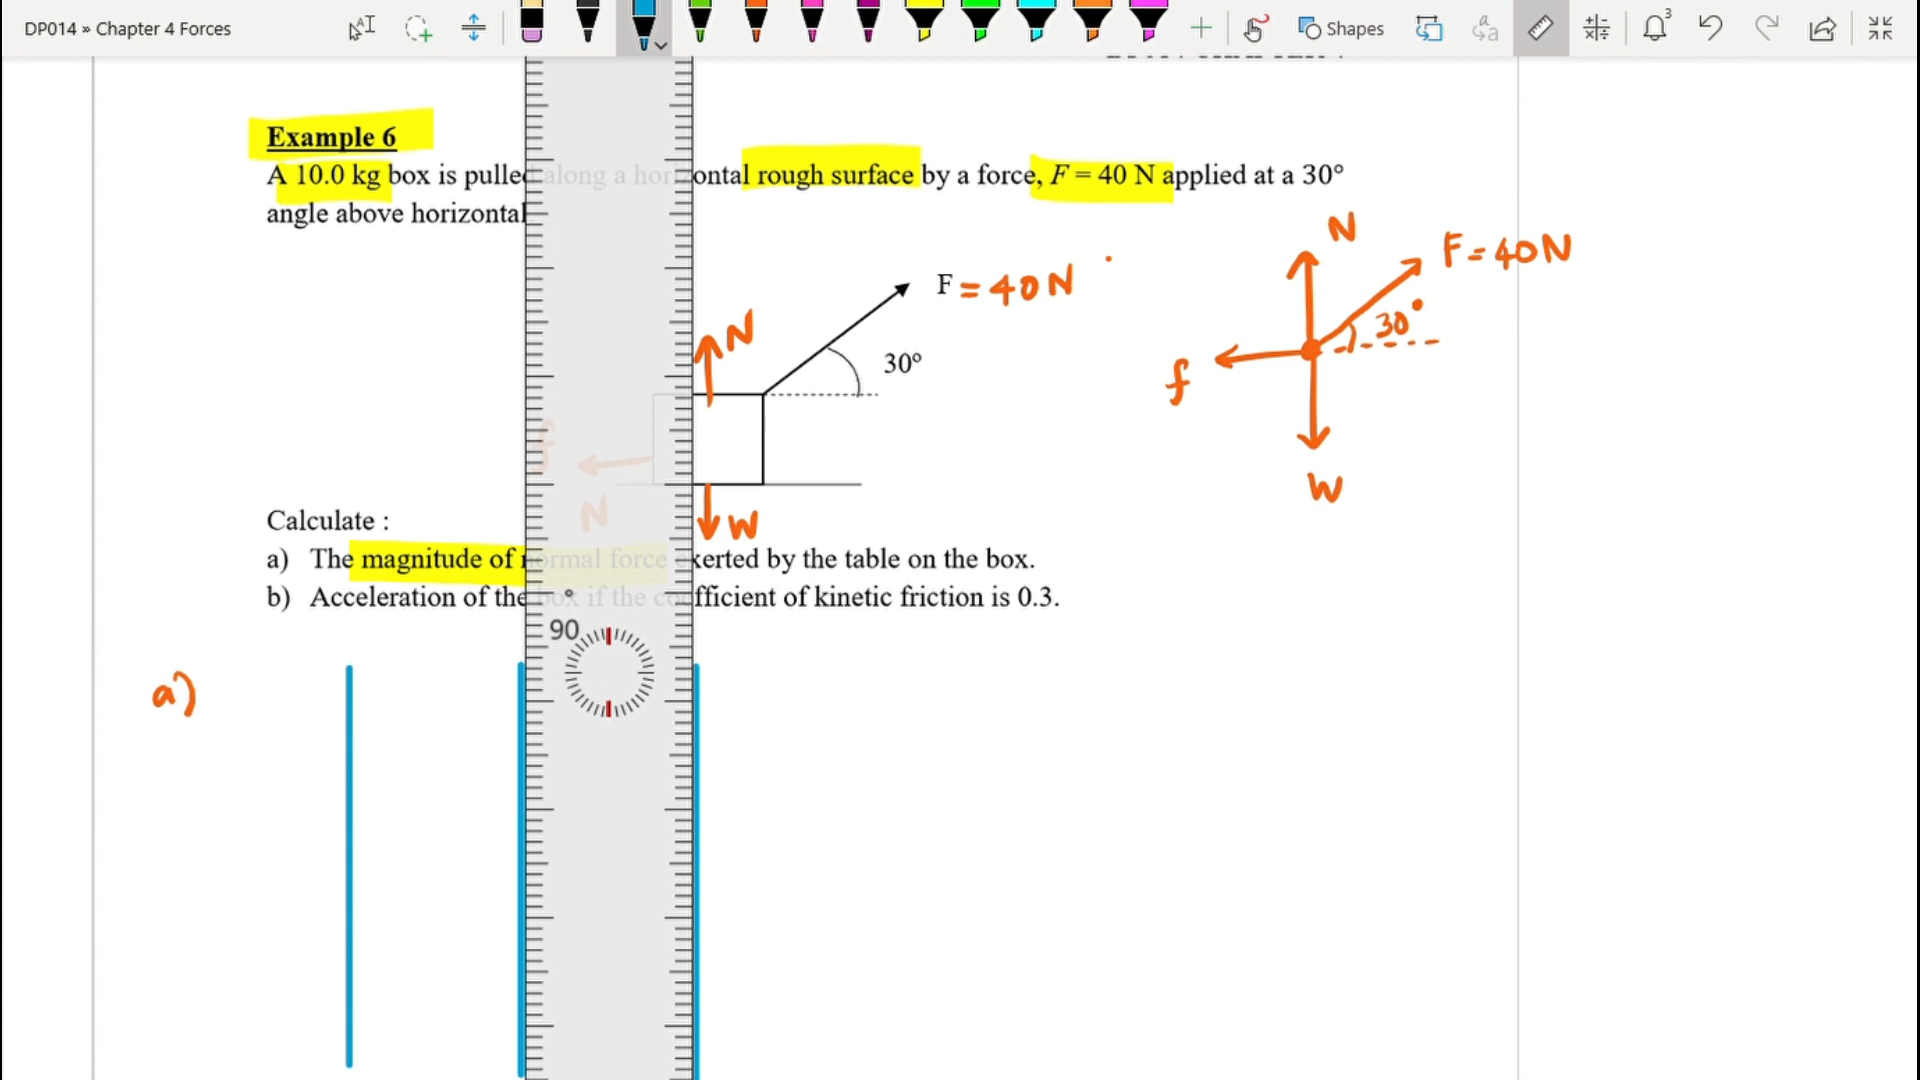 DP014 » Chapter 4 Forces
Shapes
3
Example 6
A 10.0 kg box is pulled along a horizontal rough surface by a force, F = 40 N applied at a 30°
angle above horizontal
N
F = 40N
F = 40N
N
30°
30°
f
f
N
W
W
Calculate :
a) The magnitude of normal force exerted by the table on the box.
b) Acceleration of the box if the coefficient of kinetic friction is 0.3.
90°
a)